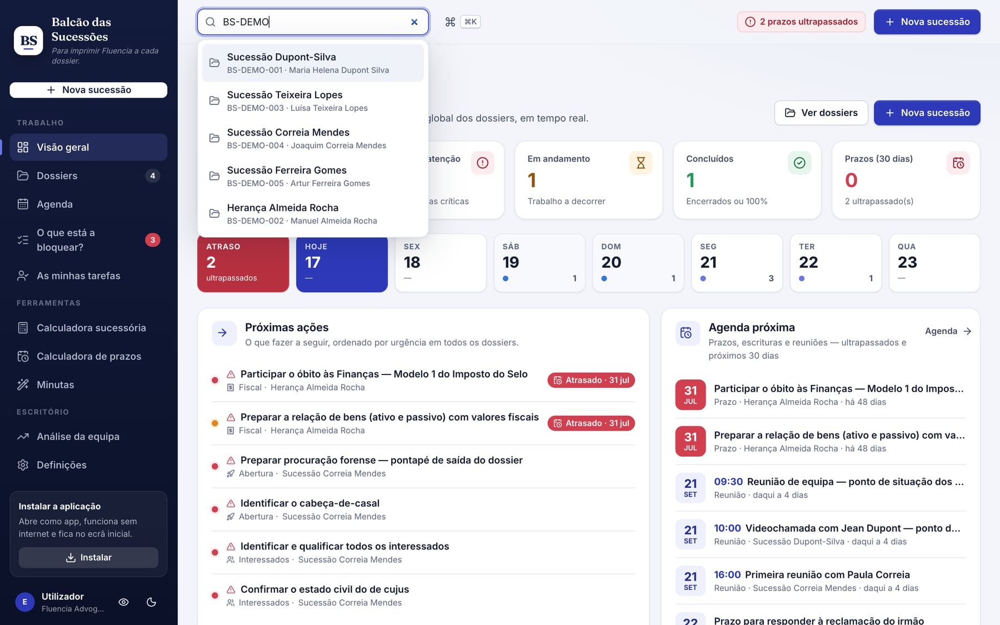 BS
Balcão das
Sucessões
Para imprimir Fluencia a cada
dossier.
Nova sucessão
TRABALHO
Visão geral
Dossiers 4
Agenda
O que está a
bloquear?
3
As minhas tarefas
FERRAMENTAS
Calculadora sucessória
Calculadora de prazos
Minutas
ESCRITÓRIO
Análise da equipa
Definições
Instalar a aplicação
Abre como app, funciona sem
internet e fica no ecrã inicial.
Instalar
E
Utilizador
Fluencia Advog...
BS-DEMO
⌘ ⌘K
2 prazos ultrapassados
Nova sucessão
Sucessão Dupont-Silva
BS-DEMO-001 · Maria Helena Dupont Silva
Sucessão Teixeira Lopes
BS-DEMO-003 · Luísa Teixeira Lopes
Sucessão Correia Mendes
BS-DEMO-004 · Joaquim Correia Mendes
Sucessão Ferreira Gomes
BS-DEMO-005 · Artur Ferreira Gomes
Herança Almeida Rocha
BS-DEMO-002 · Manuel Almeida Rocha
global dos dossiers, em tempo real.
Ver dossiers
Nova sucessão
atenção
as críticas
Em andamento
1
Trabalho a decorrer
Concluídos
1
Encerrados ou 100%
Prazos (30 dias)
0
2 ultrapassado(s)
ATRASO
2
ultrapassados
HOJE
17
—
SEX
18
—
SÁB
19
1
DOM
20
1
SEG
21
3
TER
22
1
QUA
23
—
Próximas ações
O que fazer a seguir, ordenado por urgência em todos os dossiers.
Participar o óbito às Finanças — Modelo 1 do Imposto do Selo
Fiscal · Herança Almeida Rocha
Atrasado · 31 jul
Preparar a relação de bens (ativo e passivo) com valores fiscais
Fiscal · Herança Almeida Rocha
Atrasado · 31 jul
Preparar procuração forense — pontapé de saída do dossier
Abertura · Sucessão Correia Mendes
Identificar o cabeça-de-casal
Abertura · Sucessão Correia Mendes
Identificar e qualificar todos os interessados
Interessados · Sucessão Correia Mendes
Confirmar o estado civil do de cujus
Interessados · Sucessão Correia Mendes
Agenda próxima
Prazos, escrituras e reuniões — ultrapassados e
próximos 30 dias
Agenda
31
JUL
Participar o óbito às Finanças — Modelo 1 do Impos...
Prazo · Herança Almeida Rocha · há 48 dias
31
JUL
Preparar a relação de bens (ativo e passivo) com va...
Prazo · Herança Almeida Rocha · há 48 dias
21
SET
09:30 Reunião de equipa — ponto de situação dos ...
Reunião · daqui a 4 dias
21
SET
10:00 Videochamada com Jean Dupont — ponto d...
Reunião · Sucessão Dupont-Silva · daqui a 4 dias
21
SET
16:00 Primeira reunião com Paula Correia
Reunião · Sucessão Correia Mendes · daqui a 4 dias
22
Prazo para responder à reclamação do irmão